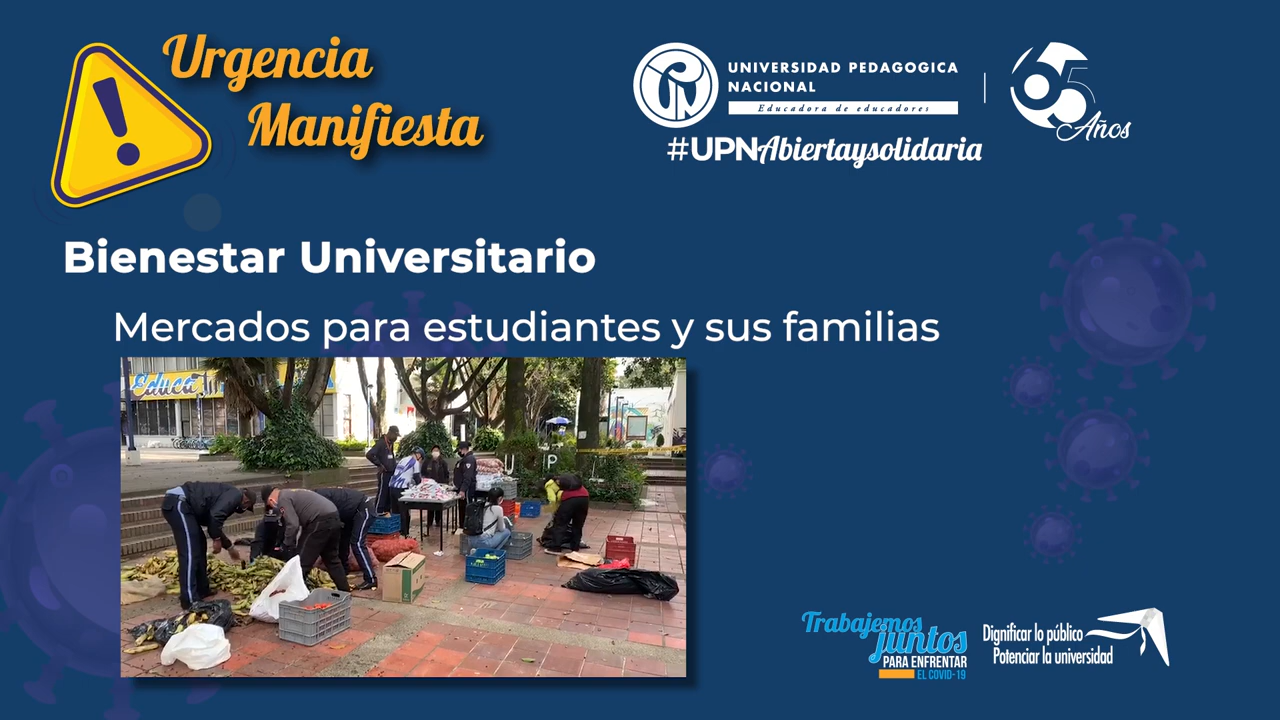 Urgencia
Manifiesta
UNIVERSIDAD PEDAGOGICA
NACIONAL
Educadora de educadores
65
Años
#UPNAbiertaysolidaria
Bienestar Universitario
Mercados para estudiantes y sus familias
Educa
U P
Trabajemos
juntos
PARA ENFRENTAR
EL COVID-19
Dignificar lo público
Potenciar la universidad